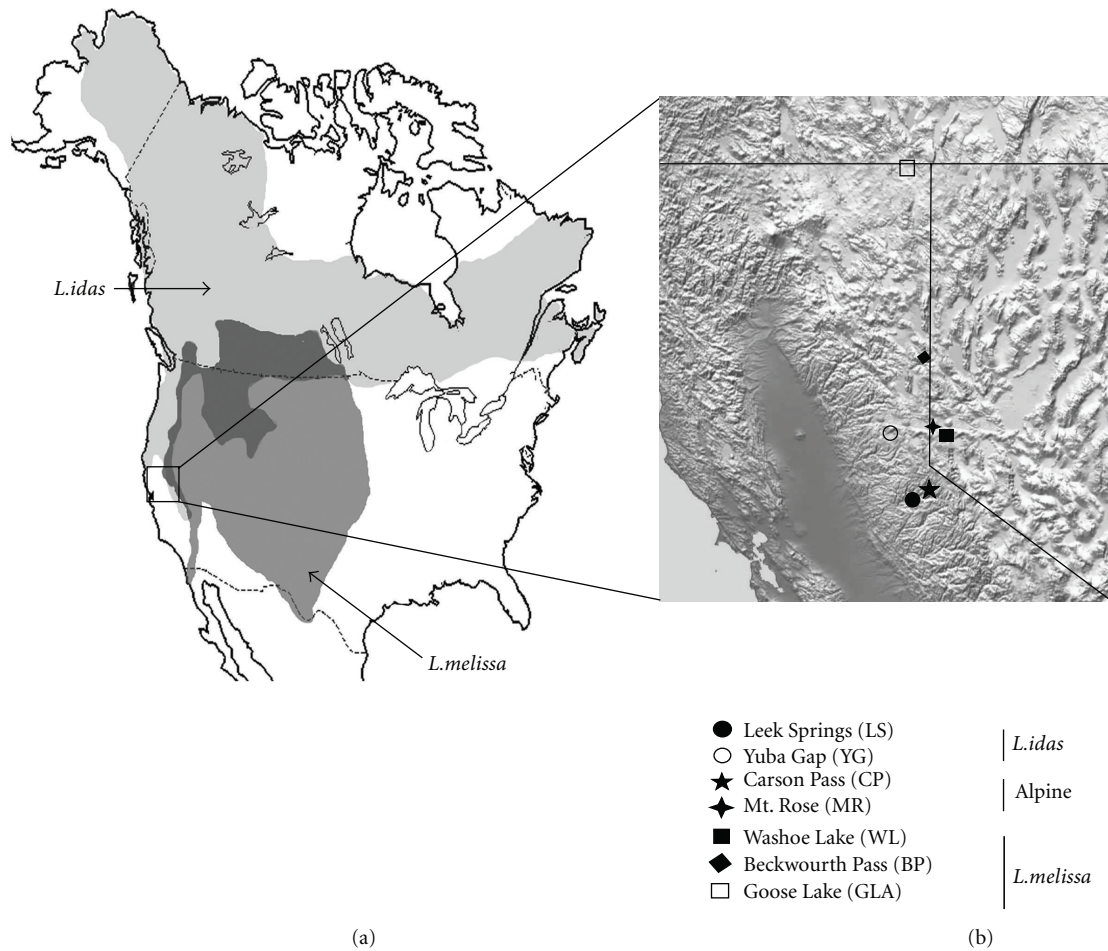 L.idas
L.melissa
Leek Springs (LS)
Yuba Gap (YG)
L.idas
Carson Pass (CP)
Mt. Rose (MR)
Alpine
Washoe Lake (WL)
Beckwourth Pass (BP)
Goose Lake (GLA)
L.melissa
(a)
(b)